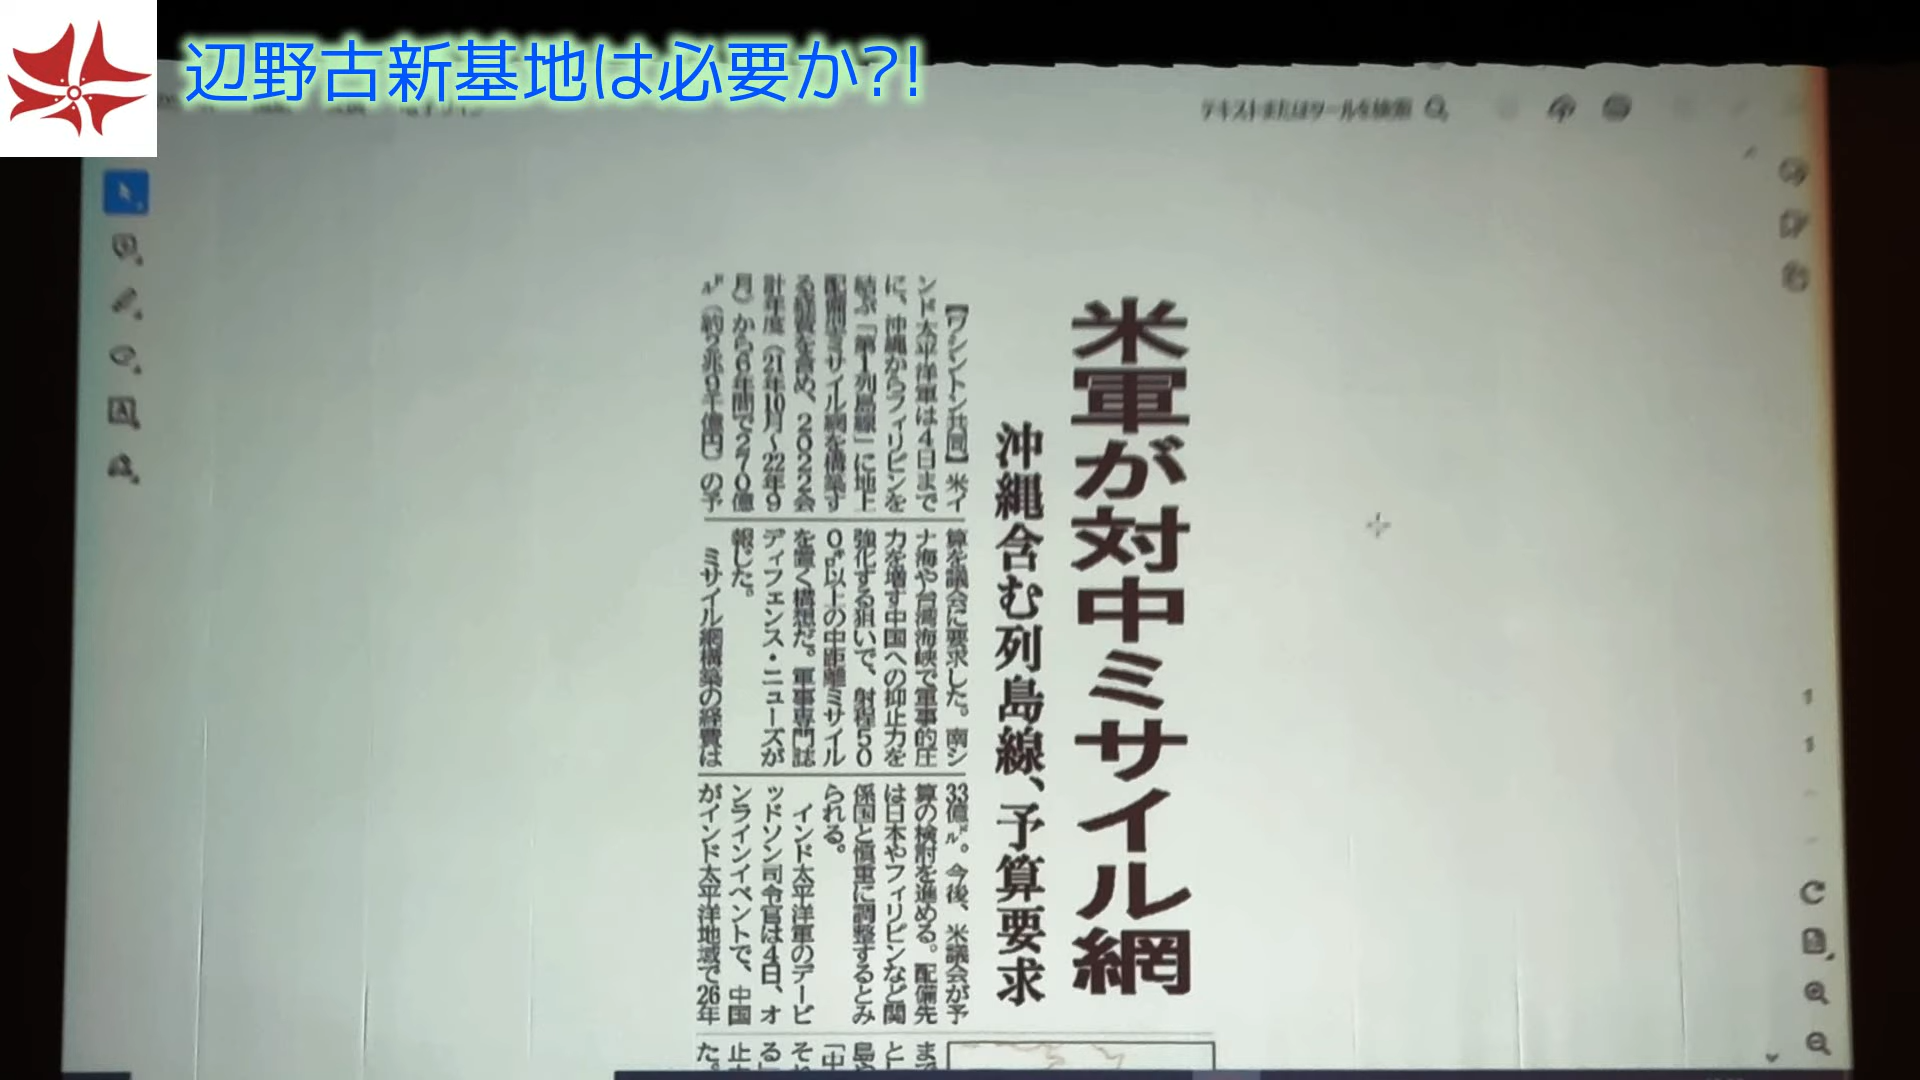 辺野古新基地は必要か?!
テキストまたはツールを検索
米軍が対中ミサイル網
沖縄含む列島線、予算要求
【ワシントン共同】米イ
ンド太平洋軍は4日まで
に、沖縄からフィリピンを
結ぶ「第1列島線」に地上
配備型ミサイル網を構築す
る経費を含め、2022会
計年度(21年10月~22年9
月)から6年間で270億
㌦(約2兆9千億円)の予
算を議会に要求した。南シ
ナ海や台湾海峡で軍事的圧
力を増す中国への抑止力を
強化する狙いで、射程50
0㌔以上の中距離ミサイル
を置く構想だ。軍事専門誌
ディフェンス・ニューズが
報じた。
ミサイル網構築の経費は
33億㌦。今後、米議会が予
算の検討を進める。配備先
は日本やフィリピンなど関
係国と慎重に調整するとみ
られる。
インド太平洋軍のデービ
ッドソン司令官は4日、オ
ンラインイベントで、中国
がインド太平洋地域で26年